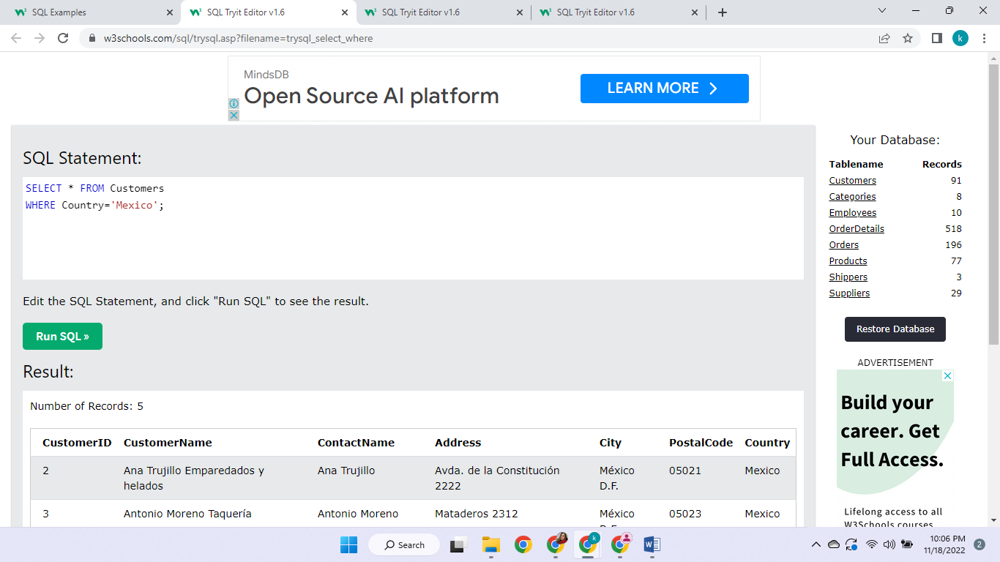 SQL Examples
SQL Tryit Editor v1.6
SQL Tryit Editor v1.6
SQL Tryit Editor v1.6
w3schools.com/sql/trysql.asp?filename=trysql_select_where
k
MindsDB
Open Source AI platform
LEARN MORE
SQL Statement:
SELECT * FROM Customers
WHERE Country='Mexico';
Edit the SQL Statement, and click "Run SQL" to see the result.
Run SQL »
Result:
Number of Records: 5
CustomerID CustomerName ContactName Address City PostalCode Country
2 Ana Trujillo Emparedados y Ana Trujillo Avda. de la Constitución México 05021 Mexico
helados 2222 D.F.
3 Antonio Moreno Taquería Antonio Moreno Mataderos 2312 México 05023 Mexico
D.F.
Your Database:
Tablename Records
Customers 91
Categories 8
Employees 10
OrderDetails 518
Orders 196
Products 77
Shippers 3
Suppliers 29
Restore Database
ADVERTISEMENT
Build your
career. Get
Full Access.
Lifelong access to all
W3Schools courses
Search
k
10:06 PM
11/18/2022
2